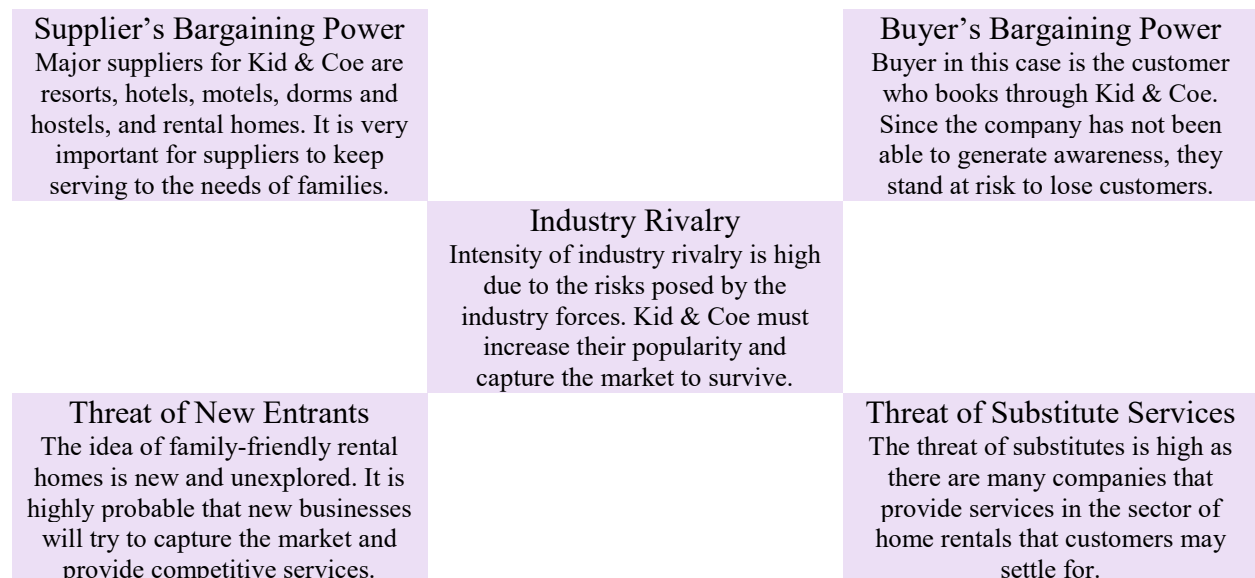 Supplier’s Bargaining Power
Major suppliers for Kid & Coe are
resorts, hotels, motels, dorms and
hostels, and rental homes. It is very
important for suppliers to keep
serving to the needs of families.
Buyer’s Bargaining Power
Buyer in this case is the customer
who books through Kid & Coe.
Since the company has not been
able to generate awareness, they
stand at risk to lose customers.
Industry Rivalry
Intensity of industry rivalry is high
due to the risks posed by the
industry forces. Kid & Coe must
increase their popularity and
capture the market to survive.
Threat of New Entrants
The idea of family-friendly rental
homes is new and unexplored. It is
highly probable that new businesses
will try to capture the market and
provide competitive services.
Threat of Substitute Services
The threat of substitutes is high as
there are many companies that
provide services in the sector of
home rentals that customers may
settle for.